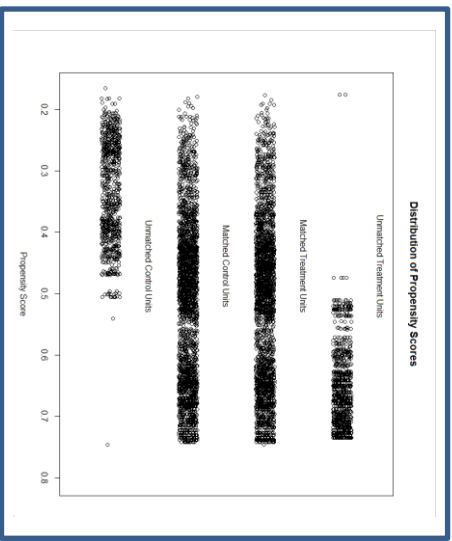 Distribution of Propensity Scores
Unmatched Treatment Units
Matched Treatment Units
Matched Control Units
Unmatched Control Units
0.2
0.3
0.4
0.5
0.6
0.7
0.8
Propensity Score